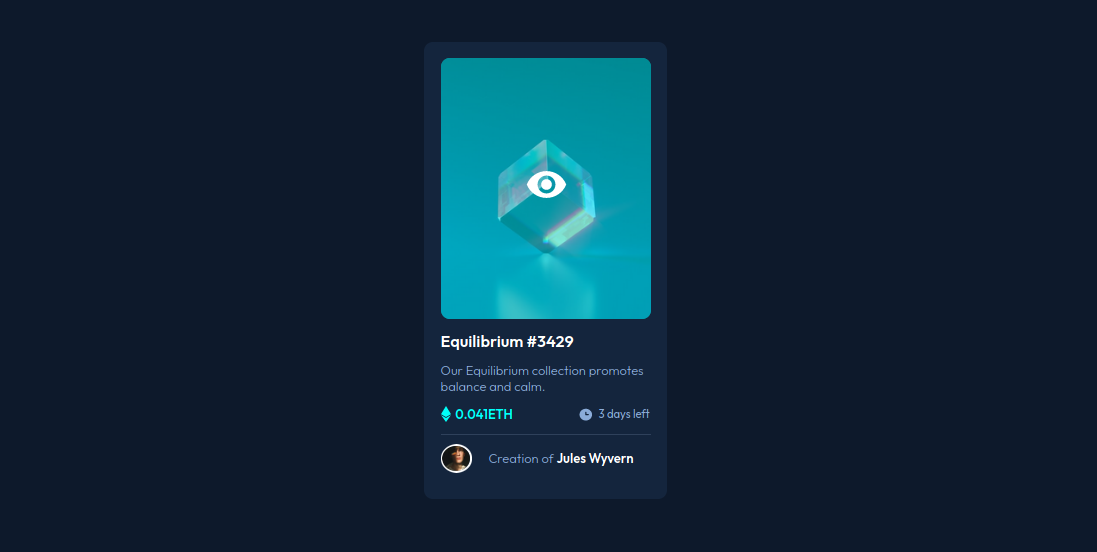 Equilibrium #3429
Our Equilibrium collection promotes
balance and calm.
0.041ETH 3 days left
Creation of Jules Wyvern